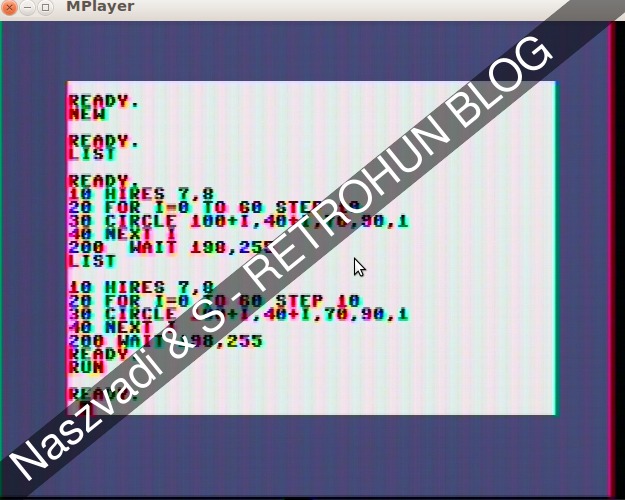 MPlayer
READY.
NEW
READY.
LIST
READY.
10 HIRES 7,8
20 FOR I=0 TO 60 STEP 10
30 CIRCLE 100+I,40+I,70,90,1
40 NEXT I
200  WAIT 198,255
LIST
10 HIRES 7,8
20 FOR I=0 TO 60 STEP 10
30 CIRCLE 100+I,40+I,70,90,1
40 NEXT I
200 WAIT 198,255
READY.
RUN
READY.
Naszvadi & S - RETROHUN BLOG